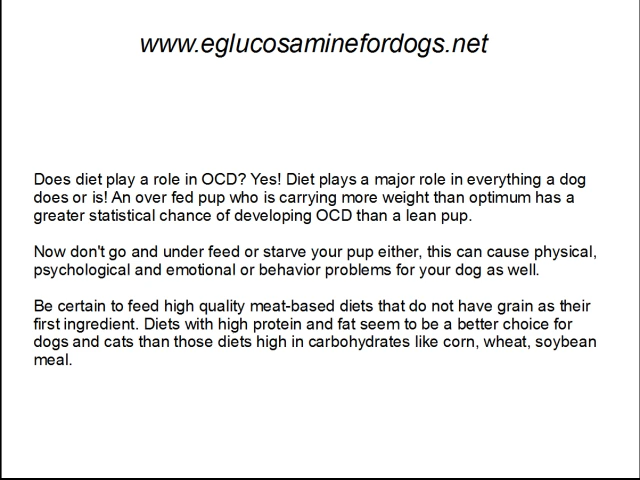 www.eglucosaminefordogs.net
Does diet play a role in OCD? Yes! Diet plays a major role in everything a dog
does or is! An over fed pup who is carrying more weight than optimum has a
greater statistical chance of developing OCD than a lean pup.
Now don't go and under feed or starve your pup either, this can cause physical,
psychological and emotional or behavior problems for your dog as well.
Be certain to feed high quality meat-based diets that do not have grain as their
first ingredient. Diets with high protein and fat seem to be a better choice for
dogs and cats than those diets high in carbohydrates like corn, wheat, soybean
meal.